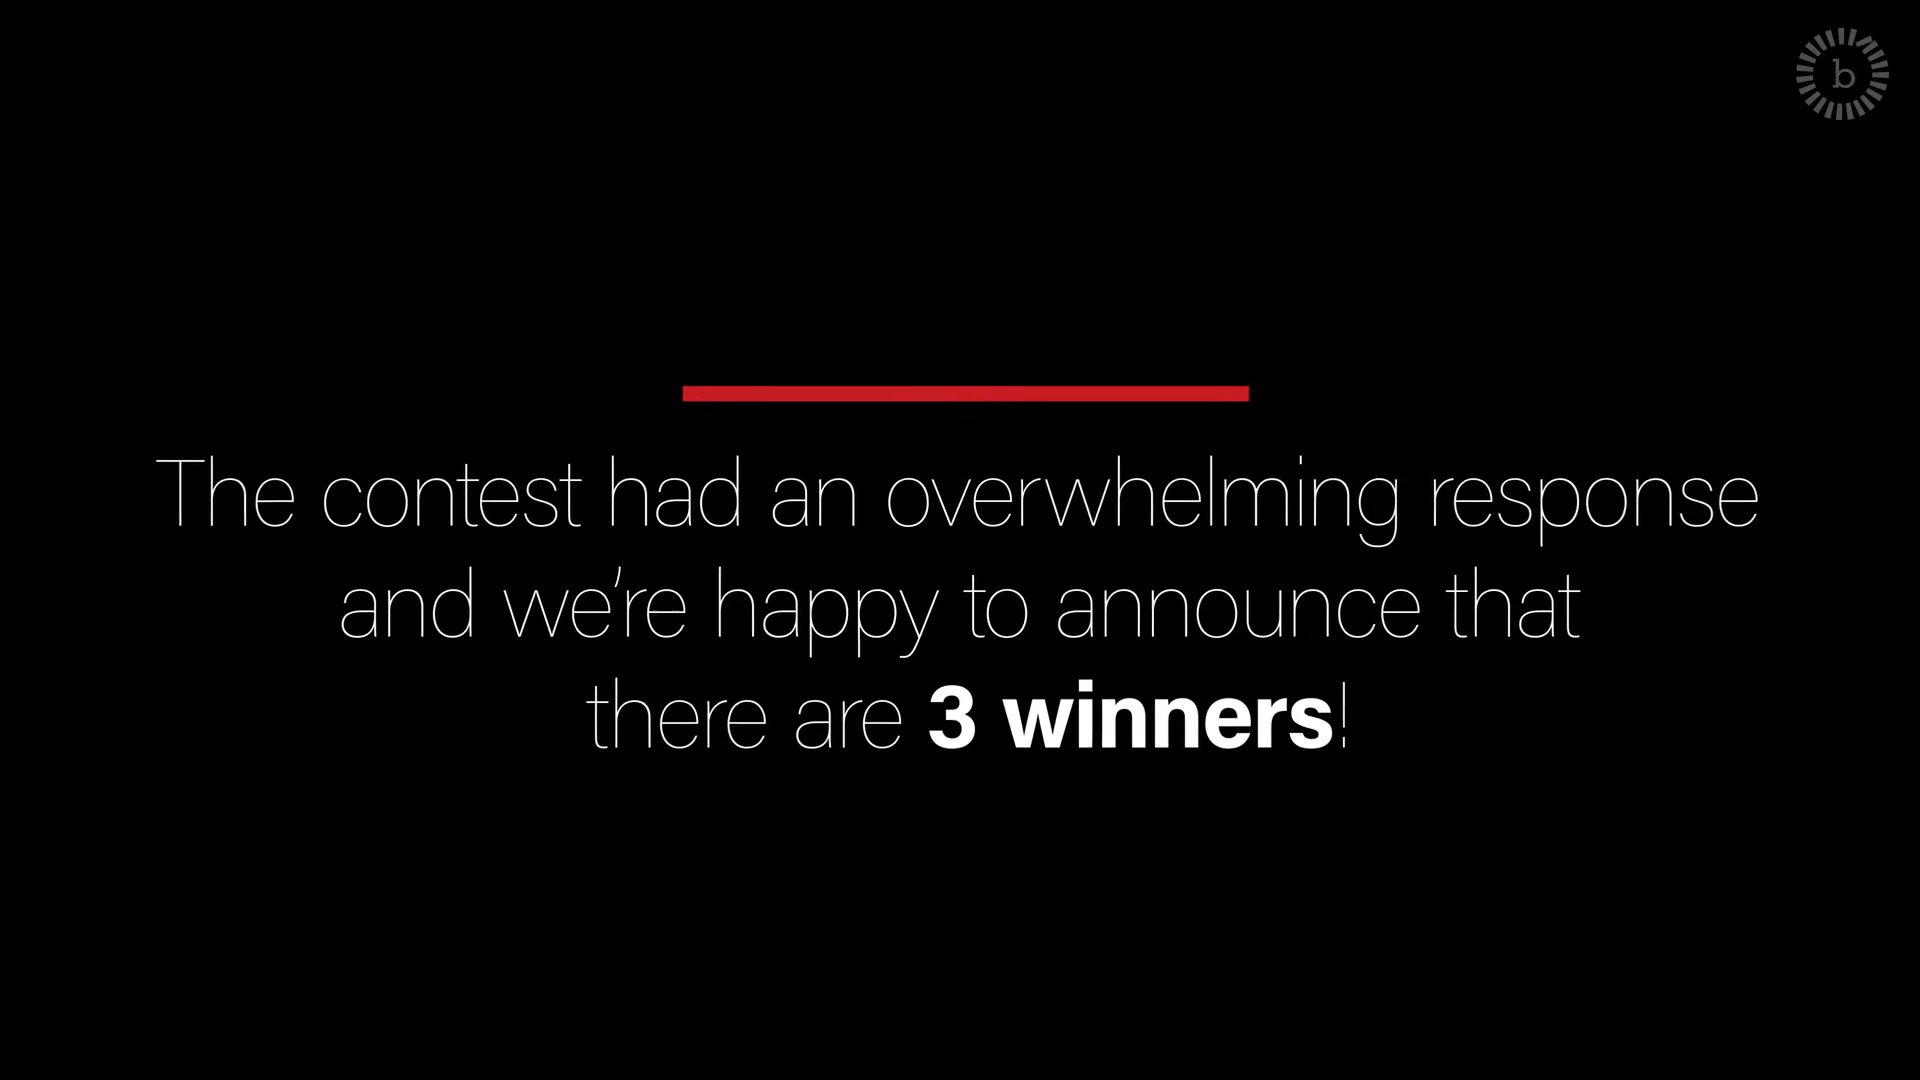 b
The contest had an overwhelming response
and we’re happy to announce that
there are 3 winners!